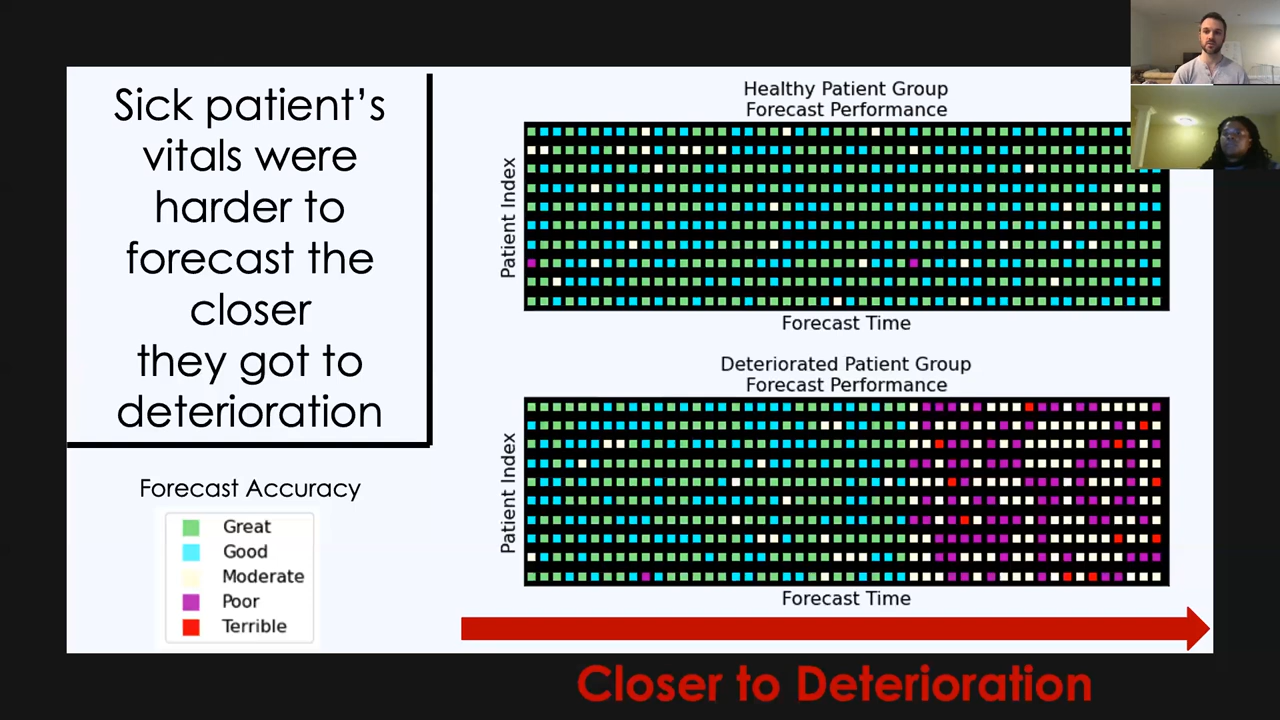 Sick patient's
vitals were
harder to
forecast the
closer
they got to
deterioration
Forecast Accuracy
Great
Good
Moderate
Poor
Terrible
Healthy Patient Group
Forecast Performance
Patient Index
Forecast Time
Deteriorated Patient Group
Forecast Performance
Patient Index
Forecast Time
Closer to Deterioration